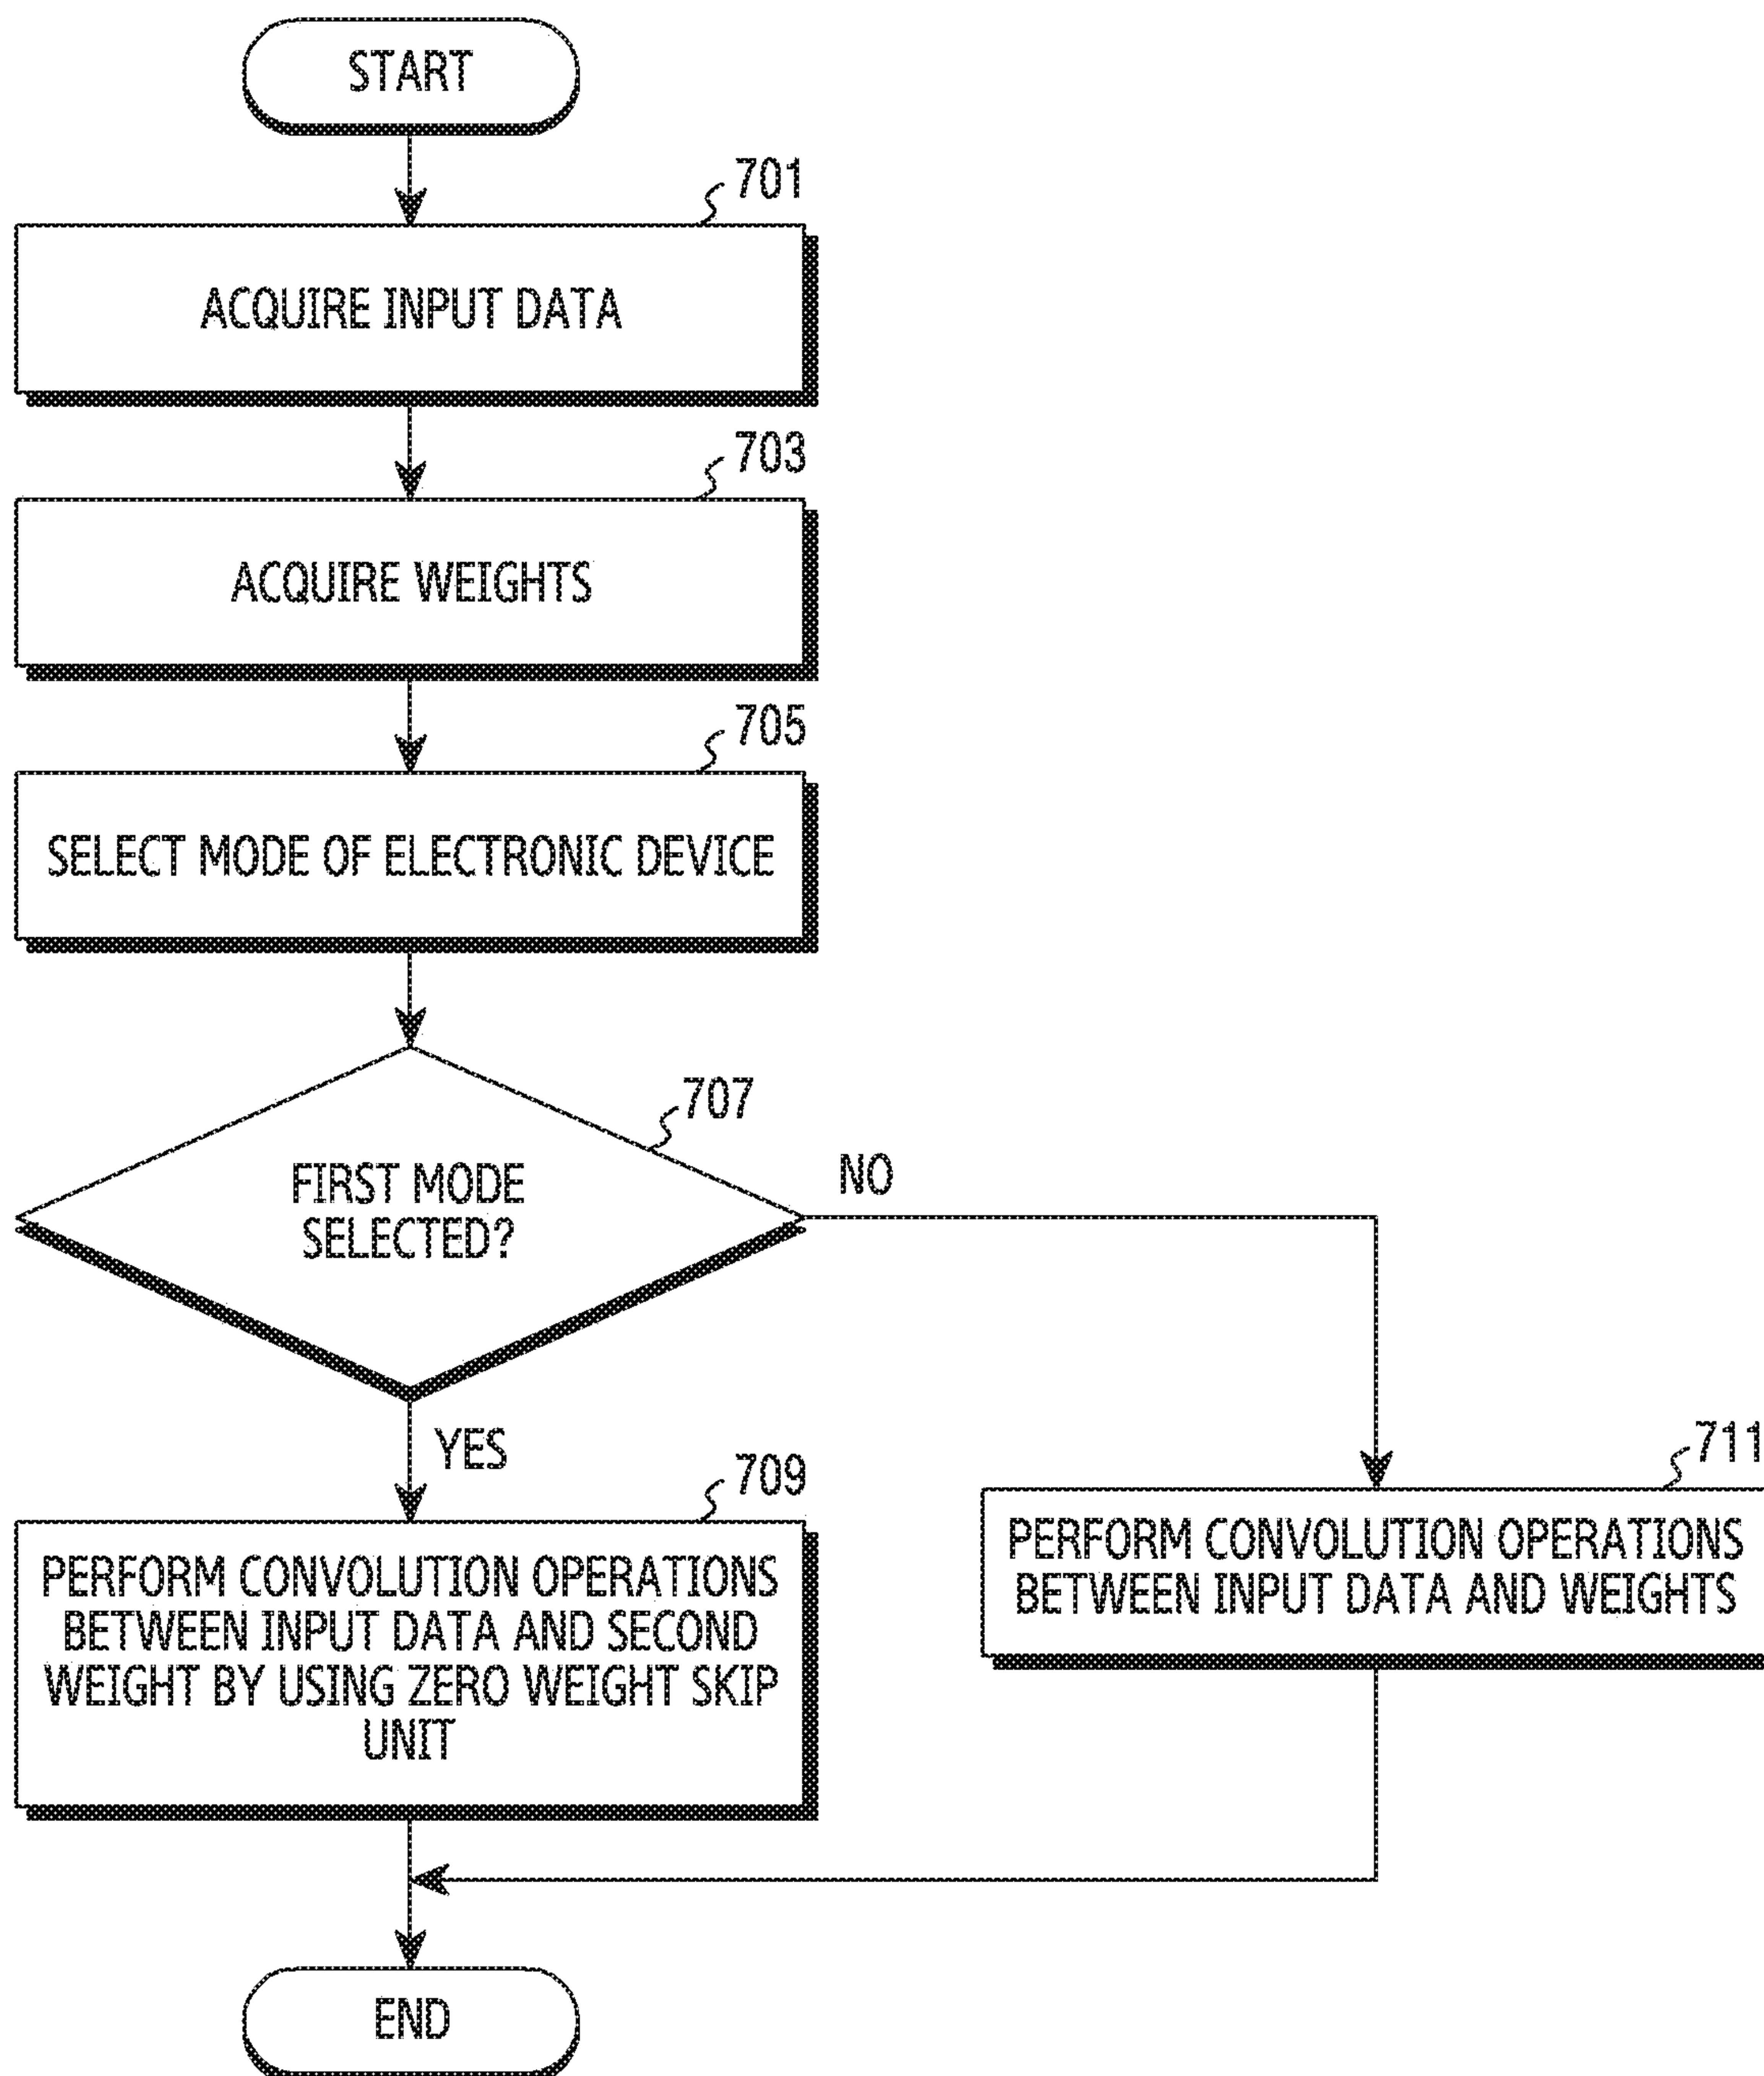 START
701
ACQUIRE INPUT DATA
703
ACQUIRE WEIGHTS
705
SELECT MODE OF ELECTRONIC DEVICE
707
FIRST MODE
SELECTED?
NO
YES
709
PERFORM CONVOLUTION OPERATIONS
BETWEEN INPUT DATA AND SECOND
WEIGHT BY USING ZERO WEIGHT SKIP
UNIT
711
PERFORM CONVOLUTION OPERATIONS
BETWEEN INPUT DATA AND WEIGHTS
END